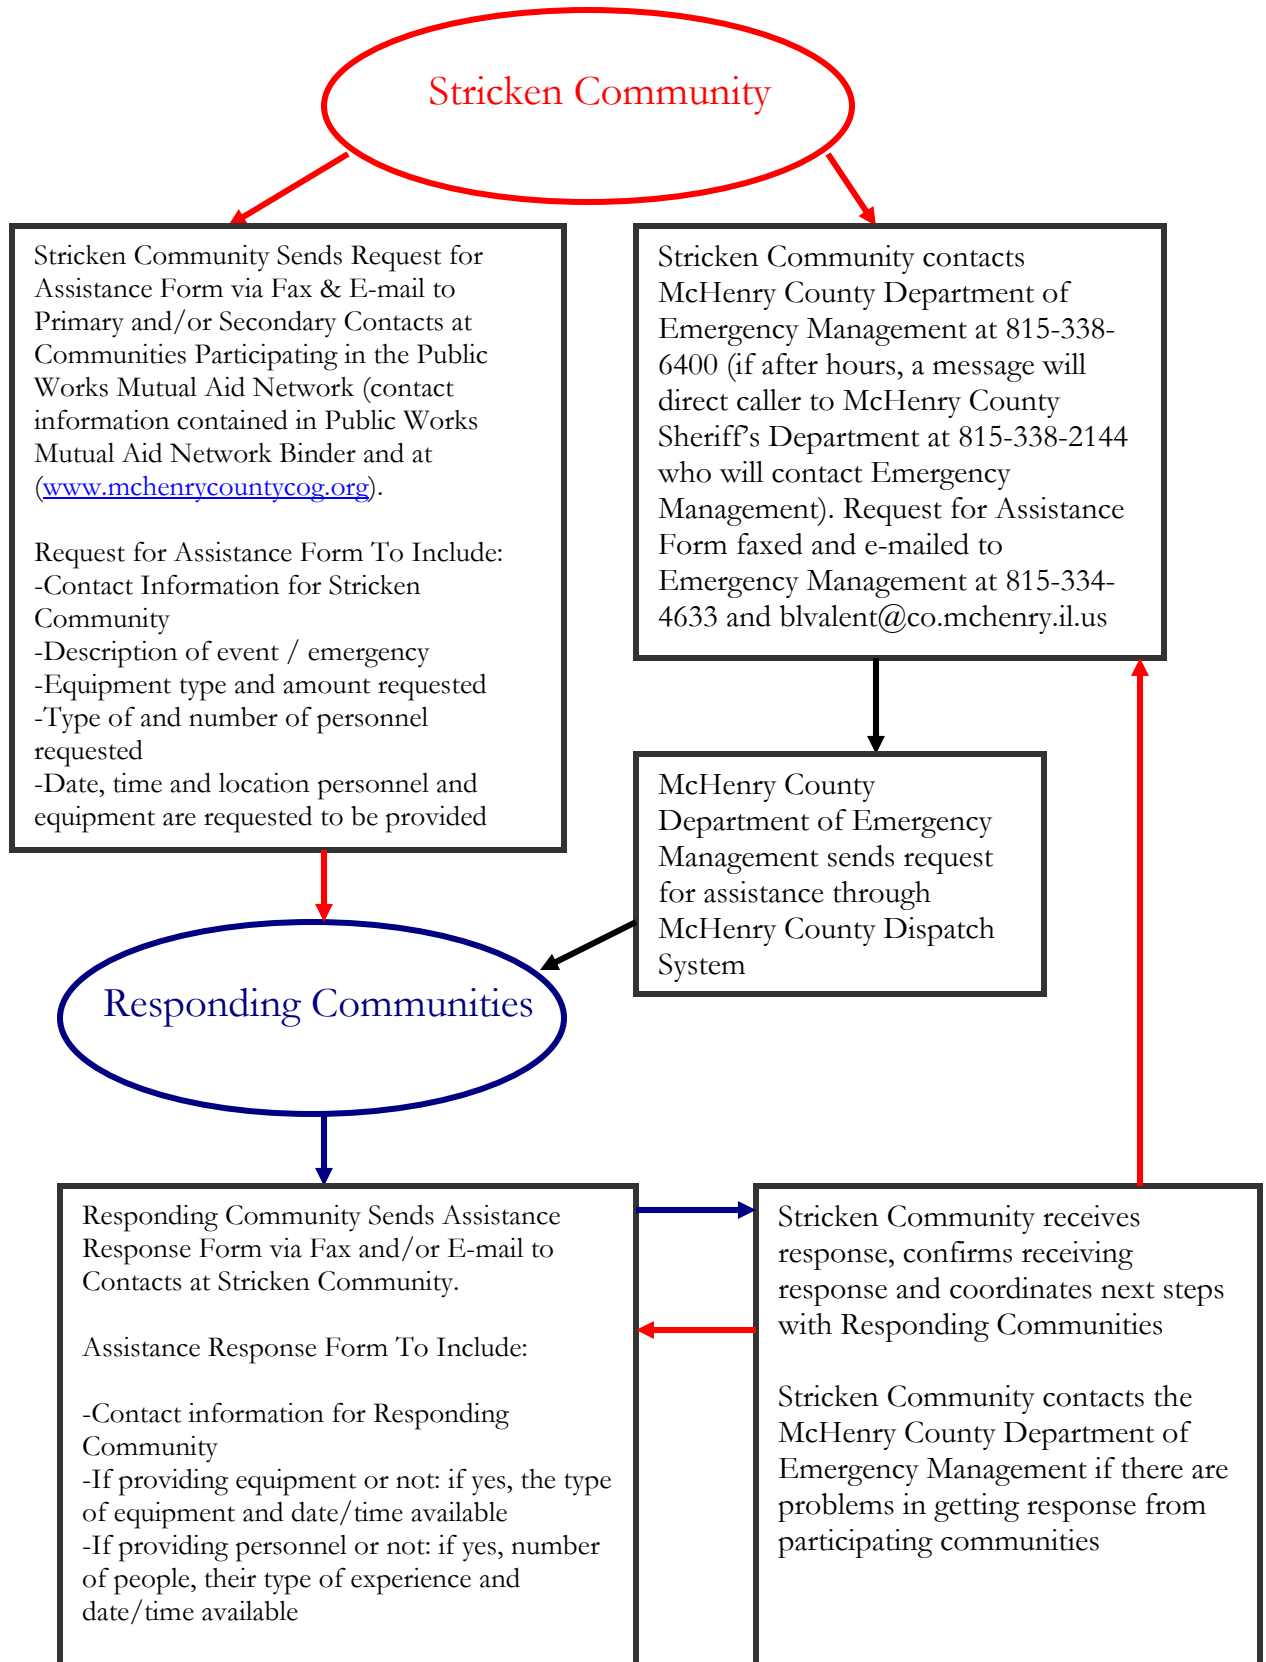 Stricken Community
Stricken Community Sends Request for
Assistance Form via Fax & E-mail to
Primary and/or Secondary Contacts at
Communities Participating in the Public
Works Mutual Aid Network (contact
information contained in Public Works
Mutual Aid Network Binder and at
(www.mchenrycountycog.org).
Request for Assistance Form To Include:
-Contact Information for Stricken
Community
-Description of event / emergency
-Equipment type and amount requested
-Type of and number of personnel
requested
-Date, time and location personnel and
equipment are requested to be provided
Stricken Community contacts
McHenry County Department of
Emergency Management at 815-338-
6400 (if after hours, a message will
direct caller to McHenry County
Sheriff's Department at 815-338-2144
who will contact Emergency
Management). Request for Assistance
Form faxed and e-mailed to
Emergency Management at 815-334-
4633 and blvalent@co.mchenry.il.us
McHenry County
Department of Emergency
Management sends request
for assistance through
McHenry County Dispatch
System
Responding Communities
Responding Community Sends Assistance
Response Form via Fax and/or E-mail to
Contacts at Stricken Community.
Assistance Response Form To Include:
-Contact information for Responding
Community
-If providing equipment or not: if yes, the type
of equipment and date/time available
-If providing personnel or not: if yes, number
of people, their type of experience and
date/time available
Stricken Community receives
response, confirms receiving
response and coordinates next steps
with Responding Communities
Stricken Community contacts the
McHenry County Department of
Emergency Management if there are
problems in getting response from
participating communities